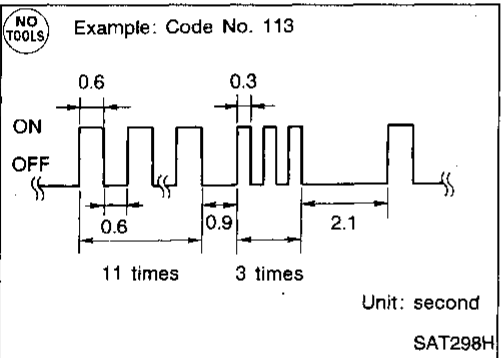 NO
TOOLS
Example: Code No. 113
0.6
0.3
ON
OFF
0.6
0.9
2.1
11 times
3 times
Unit: second
SAT298H